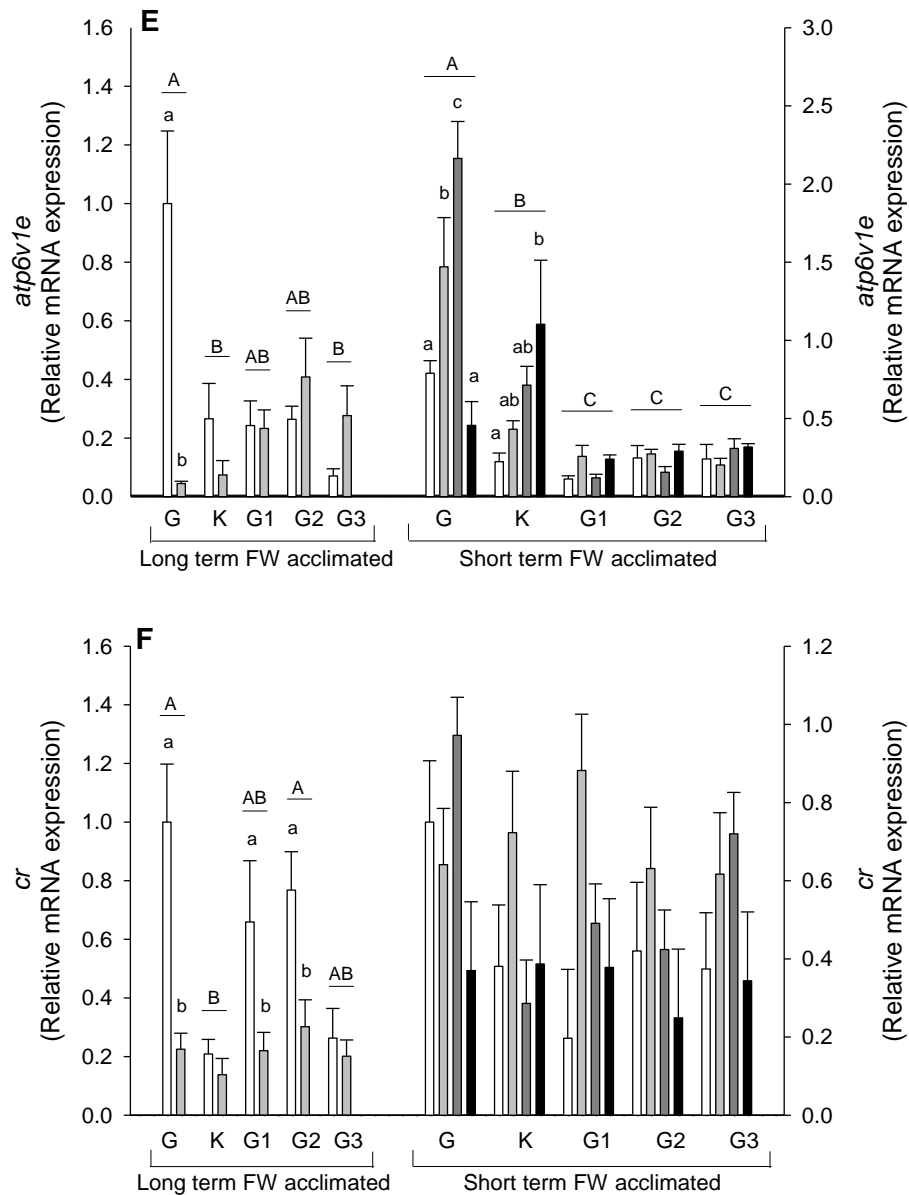 E
1.6
1.4
1.2
1.0
0.8
0.6
0.4
0.2
0.0
atp6v1e
(Relative mRNA expression)
3.0
2.5
2.0
1.5
1.0
0.5
0.0
atp6v1e
(Relative mRNA expression)
A
a
b
B
AB
AB
B
A
a
b
c
a
B
a
ab
ab
b
C
C
C
G K G1 G2 G3 G K G1 G2 G3
Long term FW acclimated Short term FW acclimated
F
1.6
1.4
1.2
1.0
0.8
0.6
0.4
0.2
0.0
cr
(Relative mRNA expression)
1.2
1.0
0.8
0.6
0.4
0.2
0.0
cr
(Relative mRNA expression)
A
a
b
B
AB
a
b
A
a
b
AB
G K G1 G2 G3 G K G1 G2 G3
Long term FW acclimated Short term FW acclimated